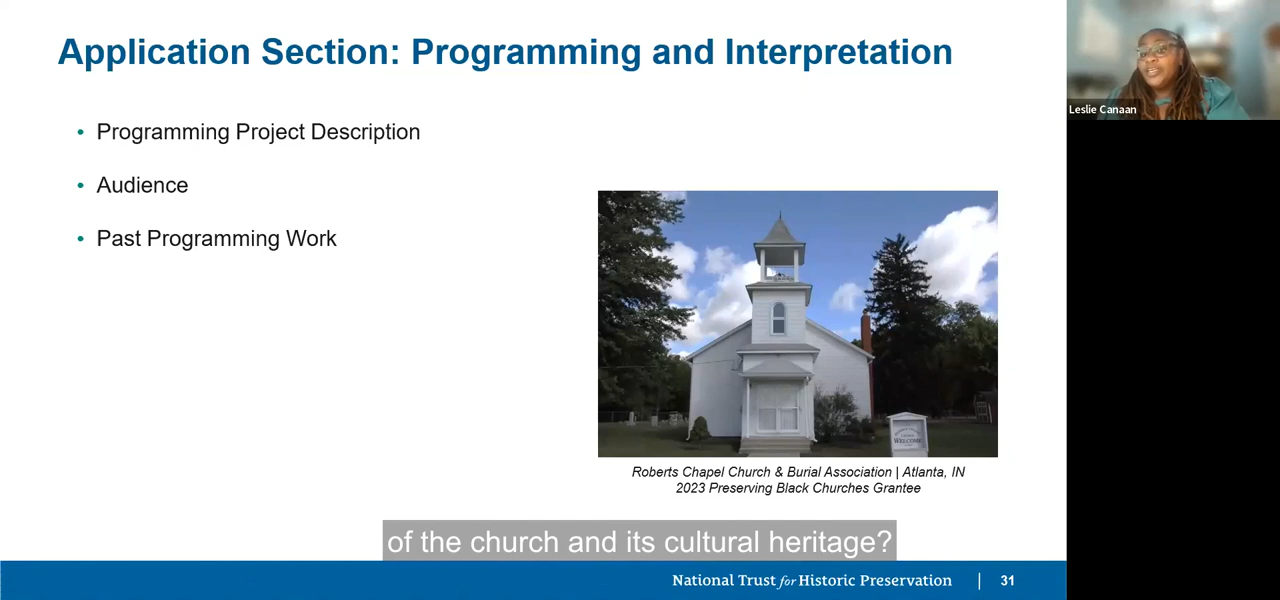 Application Section: Programming and Interpretation
Leslie Canaan
• Programming Project Description
• Audience
• Past Programming Work
WELCOME
Roberts Chapel Church & Burial Association | Atlanta, IN
2023 Preserving Black Churches Grantee
of the church and its cultural heritage?
National Trust for Historic Preservation | 31